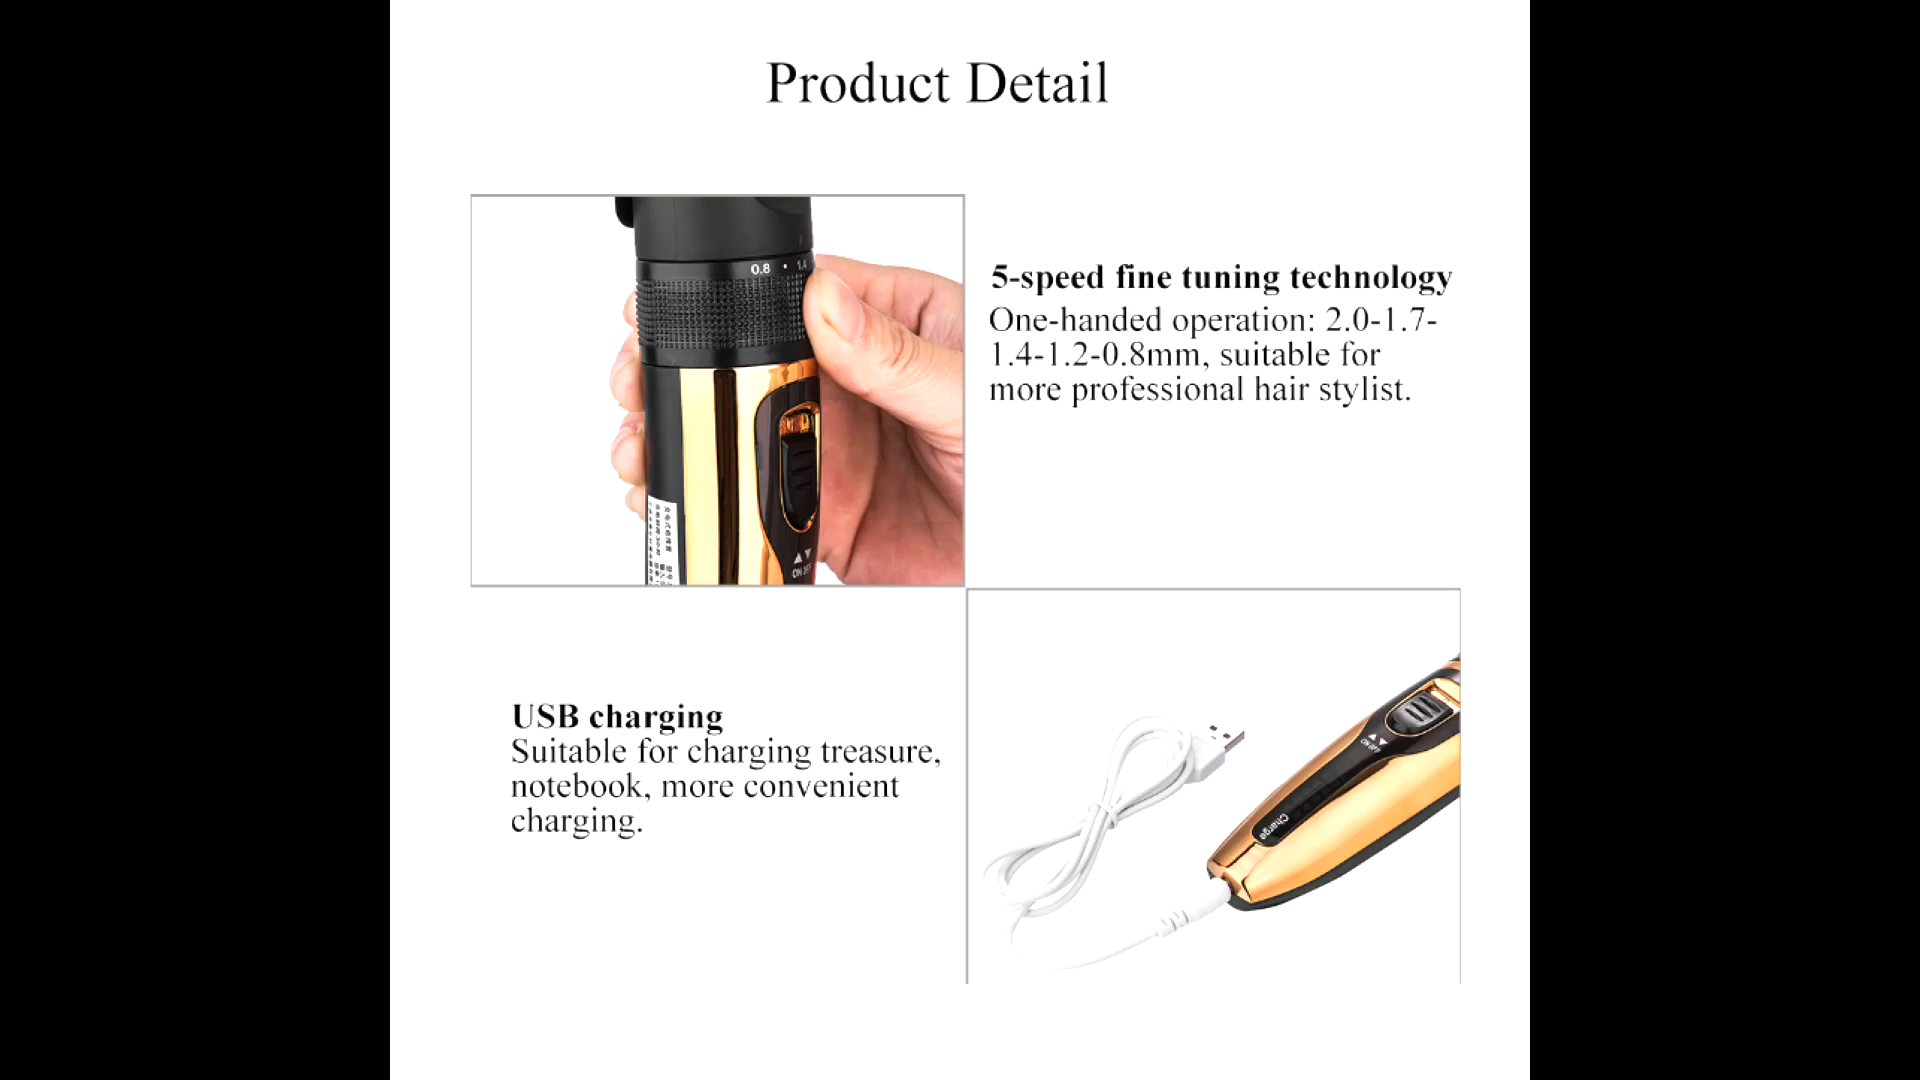 Product Detail
0.8 • 1.4
5-speed fine tuning technology
One-handed operation: 2.0-1.7-
1.4-1.2-0.8mm, suitable for
more professional hair stylist.
ON OFF
USB charging
Suitable for charging treasure,
notebook, more convenient
charging.
ON OFF
Charge